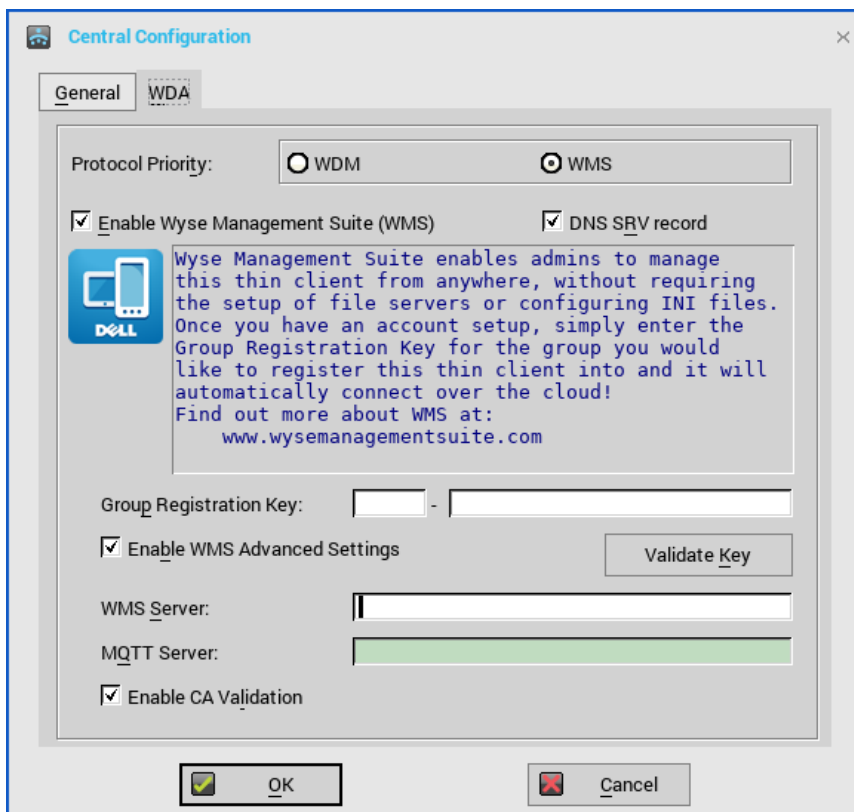 Central Configuration
General WDA
Protocol Priority: WDM WMS
Enable Wyse Management Suite (WMS) DNS SRV record
DELL
Wyse Management Suite enables admins to manage
this thin client from anywhere, without requiring
the setup of file servers or configuring INI files.
Once you have an account setup, simply enter the
Group Registration Key for the group you would
like to register this thin client into and it will
automatically connect over the cloud!
Find out more about WMS at:
www.wysemanagementsuite.com
Group Registration Key: -
Enable WMS Advanced Settings Validate Key
WMS Server:
MQTT Server:
Enable CA Validation
OK Cancel